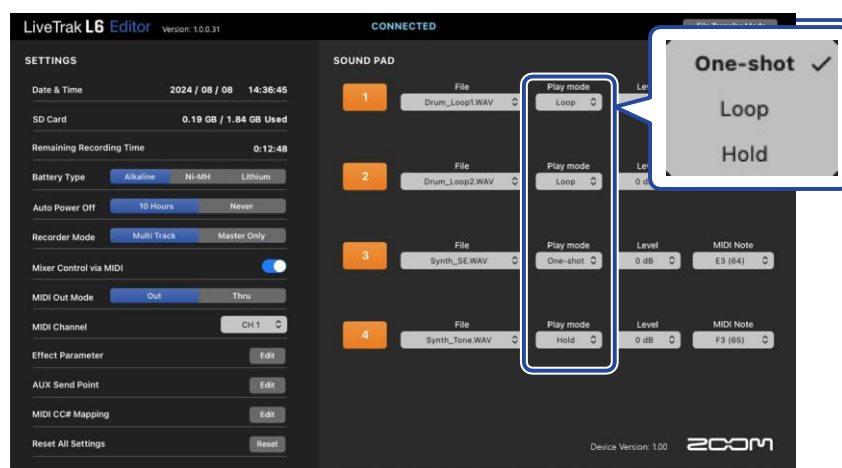 LiveTrak L6 Editor Version: 1.0.0.31
CONNECTED
SETTINGS
Date & Time 2024 / 08 / 08 14:36:45
SD Card 0.19 GB / 1.84 GB Used
Remaining Recording Time 0:12:48
Battery Type Alkaline Ni-MH Lithium
Auto Power Off 10 Hours Never
Recorder Mode Multi Track Master Only
Mixer Control via MIDI
MIDI Out Mode Out Thru
MIDI Channel CH 1
Effect Parameter Edit
AUX Send Point Edit
MIDI CC# Mapping Edit
Reset All Settings Reset
SOUND PAD
File Play mode
1 Drum_Loop1.WAV Loop
File Play mode
2 Drum_Loop2.WAV Loop
File Play mode Level MIDI Note
3 Synth_SE.WAV One-shot 0 dB E3 (64)
File Play mode Level MIDI Note
4 Synth_Tone.WAV Hold 0 dB F3 (65)
One-shot ✓
Loop
Hold
Device Version: 1.00 ZOOM